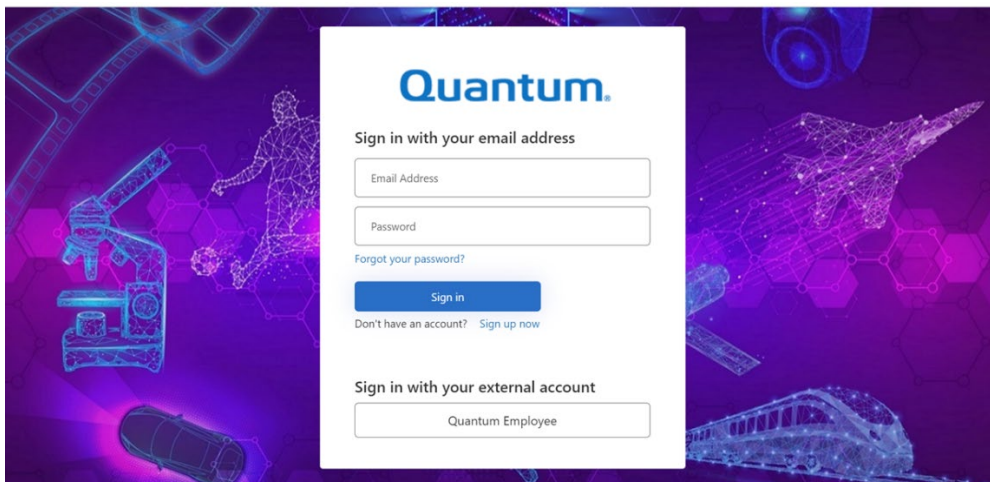 Quantum®
Sign in with your email address
Email Address
Password
Forgot your password?
Sign in
Don't have an account? Sign up now
Sign in with your external account
Quantum Employee